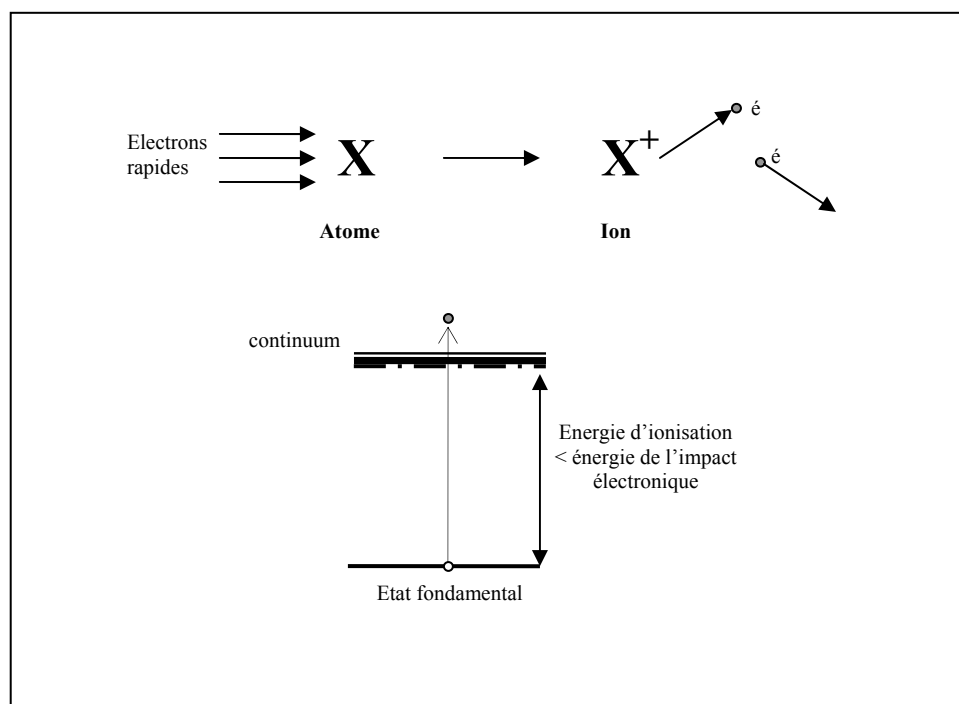 Electrons
rapides
X
X+
é
é
Atome
Ion
continuum
Energie d’ionisation
< énergie de l’impact
électronique
Etat fondamental